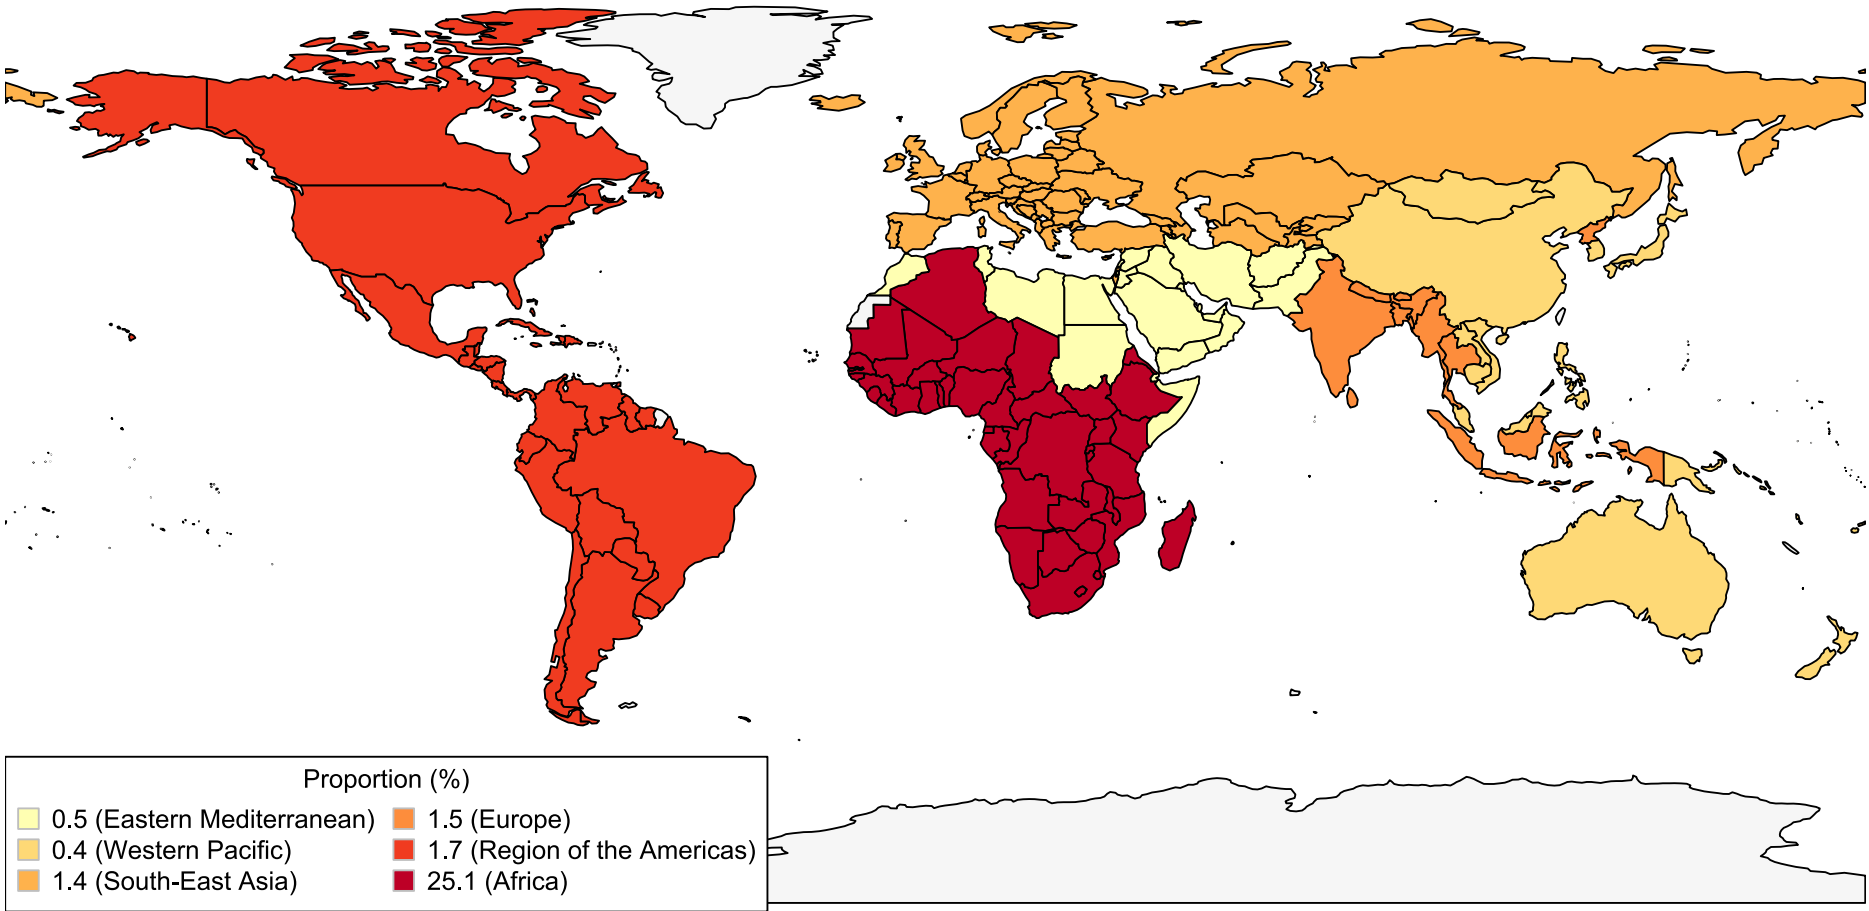 Proportion (%)
0.5 (Eastern Mediterranean)
0.4 (Western Pacific)
1.4 (South-East Asia)
1.5 (Europe)
1.7 (Region of the Americas)
25.1 (Africa)